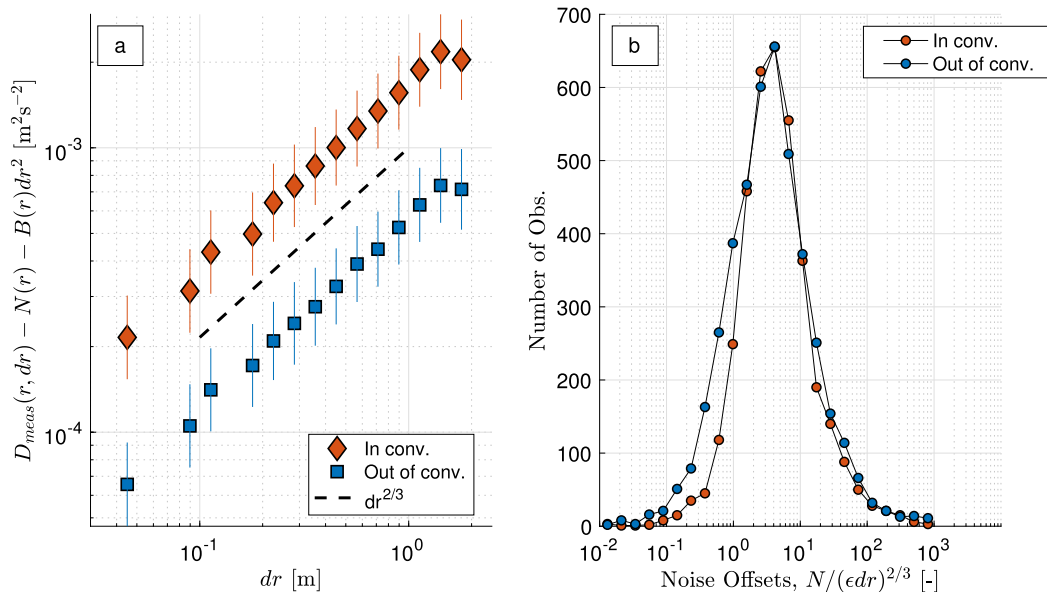 a
D_{meas}(r, dr) − N(r) − B(r)dr^2 [m^2s^{-2}]
10^{-3}
10^{-4}
10^{-1}
10^0
dr [m]
In conv.
Out of conv.
dr^{2/3}
b
Number of Obs.
700
600
500
400
300
200
100
0
10^{-2}
10^{-1}
10^0
10^1
10^2
10^3
Noise Offsets, N/(ϵdr)^{2/3} [-]
In conv.
Out of conv.